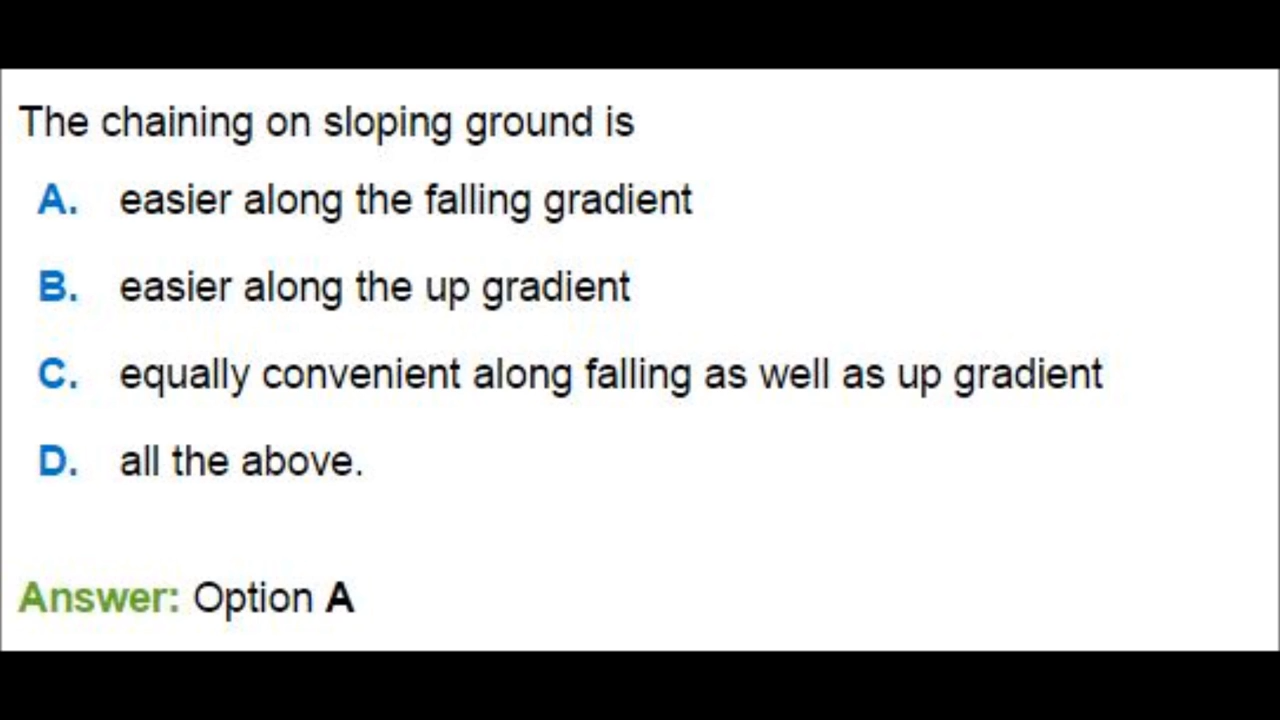 The chaining on sloping ground is
A. easier along the falling gradient
B. easier along the up gradient
C. equally convenient along falling as well as up gradient
D. all the above.
Answer: Option A